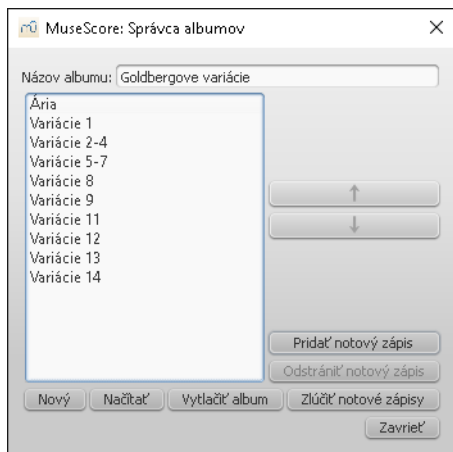 MuseScore: Správca albumov
Názov albumu: Goldbergove variácie
Ária
Variácie 1
Variácie 2-4
Variácie 5-7
Variácie 8
Variácie 9
Variácie 11
Variácie 12
Variácie 13
Variácie 14
Pridať notový zápis
Odstrániť notový zápis
Nový Načítať Vytlačiť album Zlúčiť notové zápisy
Zavrieť